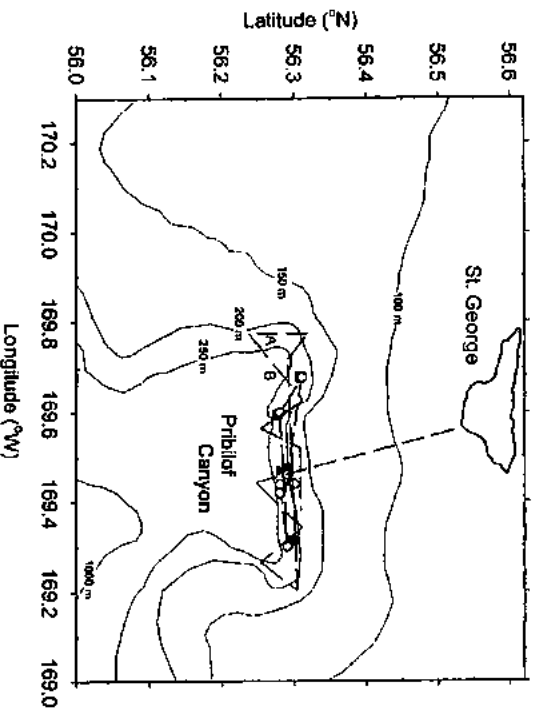 Latitude (°N)
56.6
56.5
56.4
56.3
56.2
56.1
56.0
St. George
100 m
150 m
200 m
250 m
A
B
D
Pribilof
Canyon
1000 m
170.2
170.0
169.8
169.6
169.4
169.2
169.0
Longitude (°W)